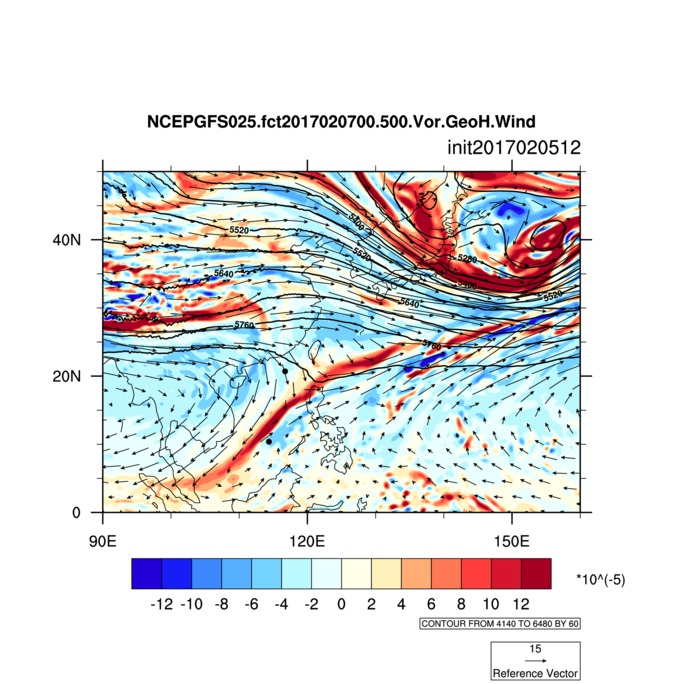 NCEPGFS025.fct2017020700.500.Vor.GeoH.Wind
init2017020512
5400
5520
5520
5280
5640
5400
5640
5520
5760
5760
40N
20N
0
90E 120E 150E
-12 -10 -8 -6 -4 -2 0 2 4 6 8 10 12
*10^(-5)
CONTOUR FROM 4140 TO 6480 BY 60
15
Reference Vector